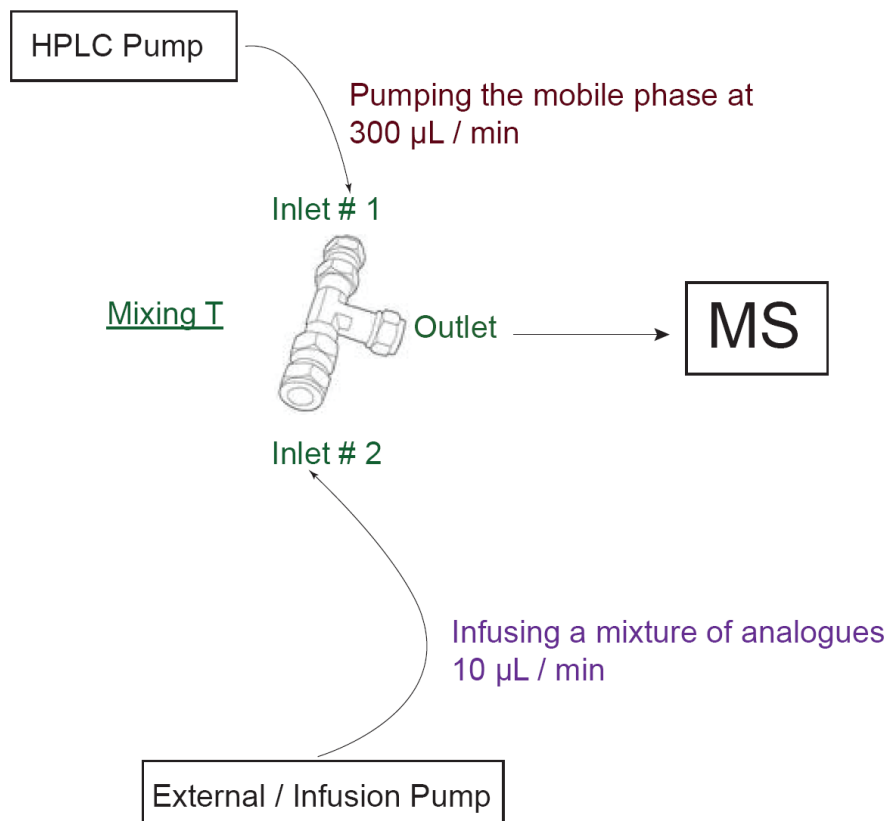 HPLC Pump
Pumping the mobile phase at
300 µL / min
Inlet # 1
Mixing T
Outlet
MS
Inlet # 2
Infusing a mixture of analogues
10 µL / min
External / Infusion Pump